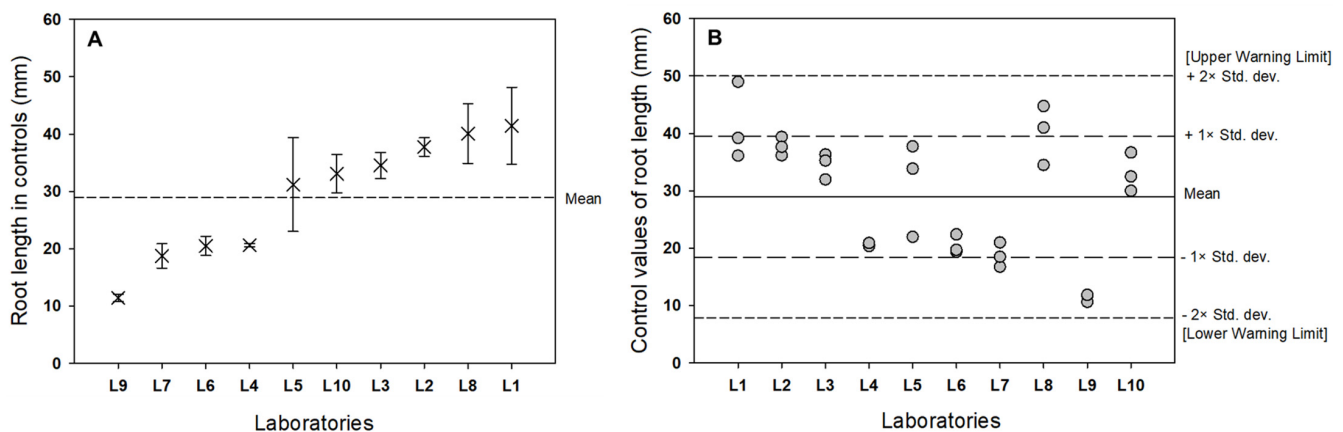 A
Root length in controls (mm)
60
50
40
30
20
10
0
Mean
L9 L7 L6 L4 L5 L10 L3 L2 L8 L1
Laboratories
B
Control values of root length (mm)
60
50
40
30
20
10
0
[Upper Warning Limit]
+ 2× Std. dev.
+ 1× Std. dev.
Mean
- 1× Std. dev.
- 2× Std. dev.
[Lower Warning Limit]
L1 L2 L3 L4 L5 L6 L7 L8 L9 L10
Laboratories